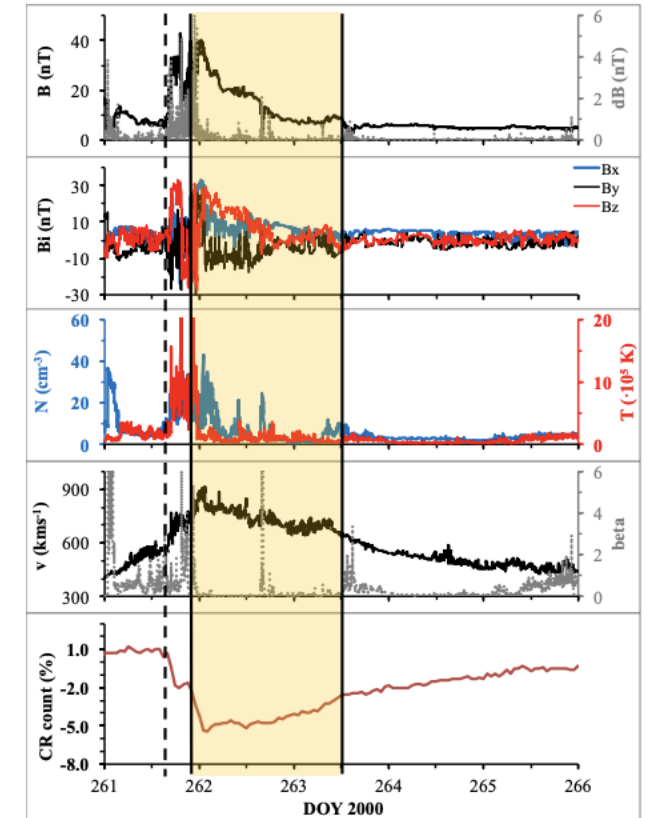 B (nT)
40
20
0
6
4
2
0
dB (nT)
Bi (nT)
30
10
-10
-30
Bx
By
Bz
N (cm-3)
60
40
20
0
20
10
0
T (·10⁵ K)
v (kms-1)
900
600
300
6
4
2
0
beta
CR count (%)
1.0
-2.0
-5.0
-8.0
261 262 263 264 265 266
DOY 2000